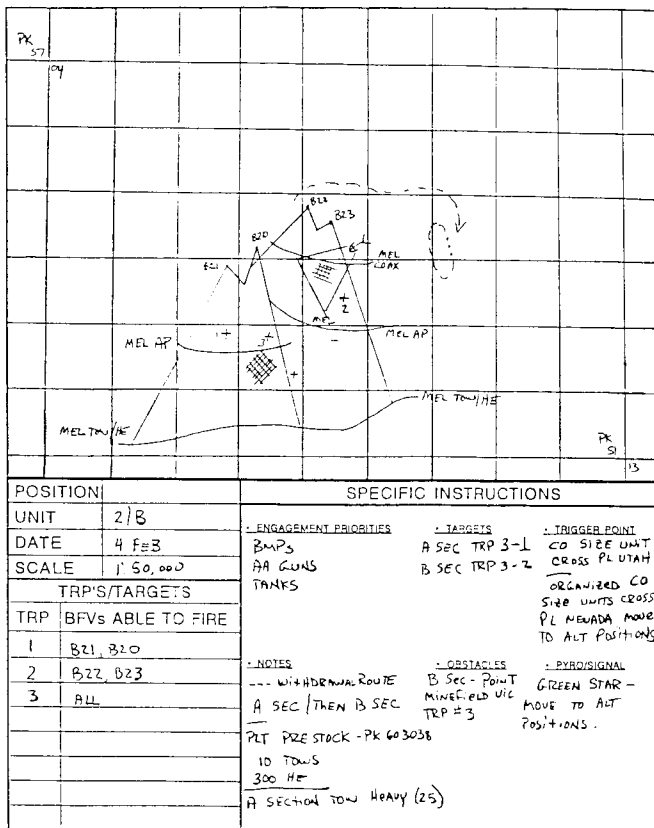 PK
57
04
B22
B23
B20
B21
MEL
COAX
+
2
MEL
1+
3+
MEL AP
MEL AP
MEL TOW/HE
MEL TOW/HE
PK
51
13
POSITION
UNIT 2/B
DATE 4 FEB
SCALE 1' 50,000
TRP'S/TARGETS
TRP BFVs ABLE TO FIRE
1 B21, B20
2 B22, B23
3 ALL
SPECIFIC INSTRUCTIONS
· ENGAGEMENT PRIORITIES
BMPs
AA GUNS
TANKS
· TARGETS
A SEC TRP 3-1
B SEC TRP 3-2
· TRIGGER POINT
CO SIZE UNIT
CROSS PL UTAH
ORGANIZED CO
SIZE UNITS CROSS
PL NEVADA MOVE
TO ALT POSITIONS
· NOTES
--- WITHDRAWAL ROUTE
A SEC / THEN B SEC
PLT PRESTOCK - PK 603038
10 TOWS
300 HE
A SECTION TOW HEAVY (25)
· OBSTACLES
B SEC - POINT
MINEFIELD VIC
TRP #3
· PYRO/SIGNAL
GREEN STAR -
MOVE TO ALT
POSITIONS.